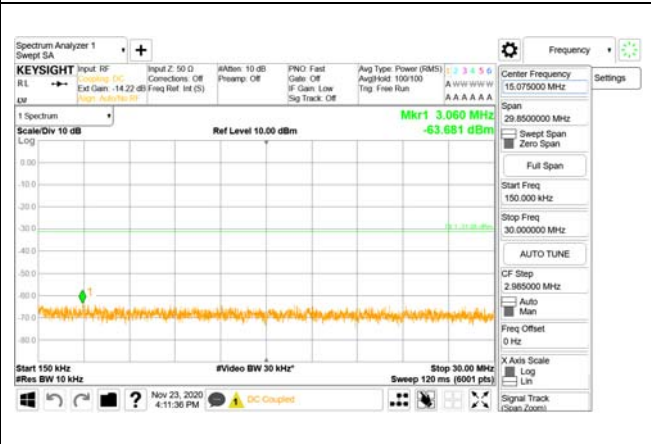 Spectrum Analyzer 1
Swept SA
Frequency
KEYSIGHT
RL
Input: RF
Coupling: DC
Ext Gain: -14.22 dB
Align: Auto/No RF
Input Z: 50 Ω
Corrections: Off
Freq Ref: Int (S)
#Atten: 10 dB
Preamp: Off
PNO: Fast
Gate: Off
IF Gain: Low
Sig Track: Off
Avg Type: Power (RMS)
Avg|Hold: 100/100
Trig: Free Run
1 2 3 4 5 6
A W W W W W
A A A A A A
1 Spectrum
Scale/Div 10 dB
Ref Level 10.00 dBm
Mkr1 3.060 MHz
-63.681 dBm
Log
0.00
-10.0
-20.0
-30.0
-40.0
-50.0
-60.0
-70.0
-80.0
1
Start 150 kHz
#Res BW 10 kHz
#Video BW 30 kHz*
Stop 30.00 MHz
Sweep 120 ms (6001 pts)
Nov 23, 2020
4:11:36 PM
DC Coupled
Settings
Center Frequency
15.075000 MHz
Span
29.8500000 MHz
Swept Span
Zero Span
Full Span
Start Freq
150.000 kHz
Stop Freq
30.000000 MHz
AUTO TUNE
CF Step
2.985000 MHz
Auto
Man
Freq Offset
0 Hz
X Axis Scale
Log
Lin
Signal Track
(Span Zoom)